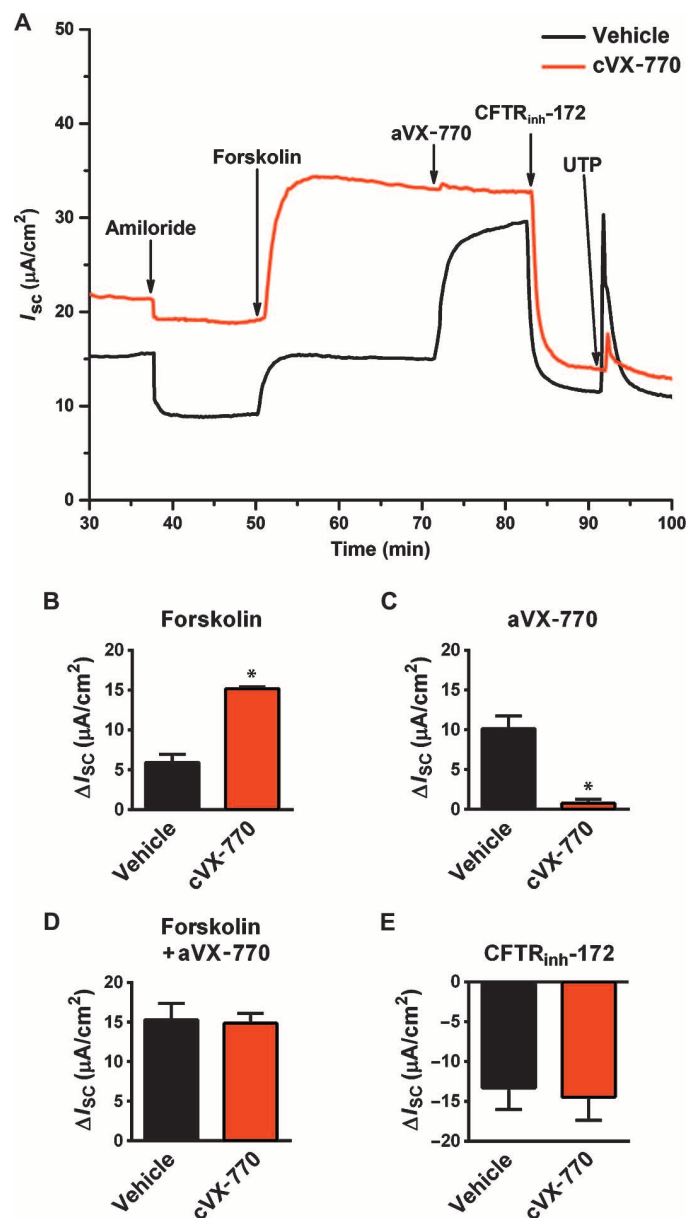 A
50
Vehicle
cVX-770
40
aVX-770
CFTRinh-172
Forskolin
UTP
30
Amiloride
20
10
0
Isc (µA/cm²)
30 40 50 60 70 80 90 100
Time (min)
B
Forskolin
20
15
10
5
0
ΔISC (µA/cm²)
*
Vehicle
cVX-770
C
aVX-770
20
15
10
5
0
ΔISC (µA/cm²)
*
Vehicle
cVX-770
D
Forskolin
+aVX-770
20
15
10
5
0
ΔISC (µA/cm²)
Vehicle
cVX-770
E
CFTRinh-172
0
−5
−10
−15
−20
ΔISC (µA/cm²)
Vehicle
cVX-770